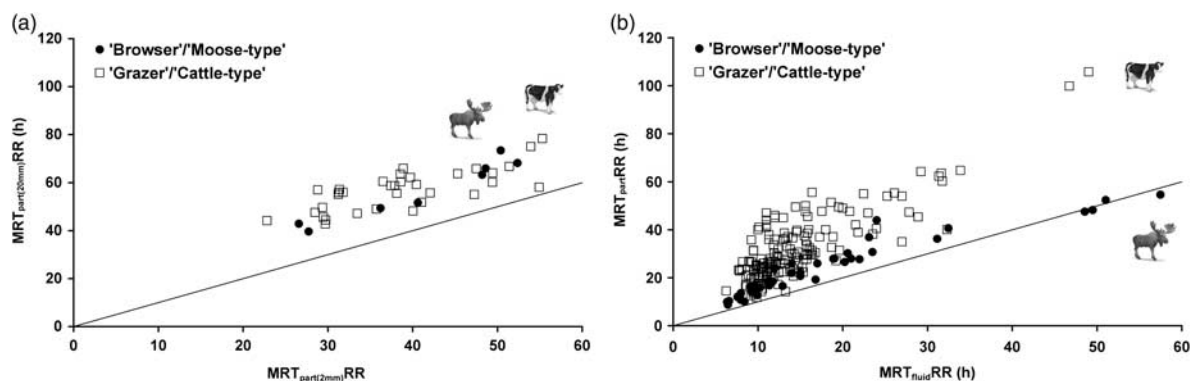 (a)
120
100
80
60
40
20
0
MRTpart(20mm)RR (h)
'Browser'/'Moose-type'
'Grazer'/'Cattle-type'
0 10 20 30 40 50 60
MRTpart(2mm)RR
(b)
120
100
80
60
40
20
0
MRTpartRR (h)
'Browser'/'Moose-type'
'Grazer'/'Cattle-type'
0 10 20 30 40 50 60
MRTfluidRR (h)